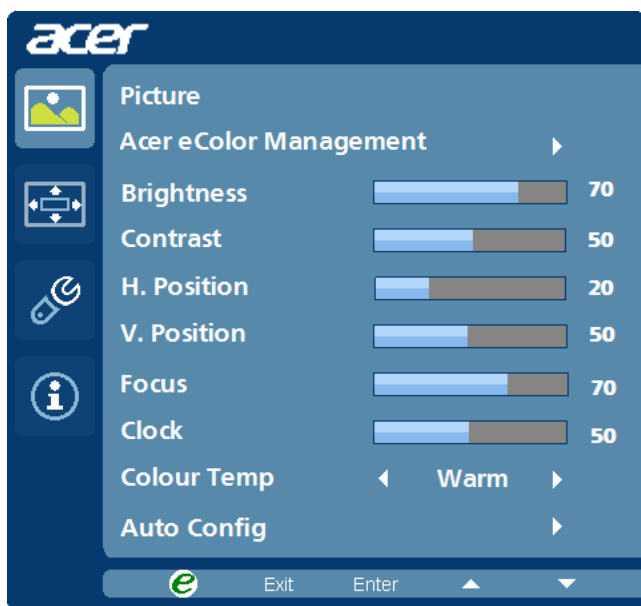 acer
Picture
Acer eColor Management
Brightness 70
Contrast 50
H. Position 20
V. Position 50
Focus 70
Clock 50
Colour Temp Warm
Auto Config
e Exit Enter